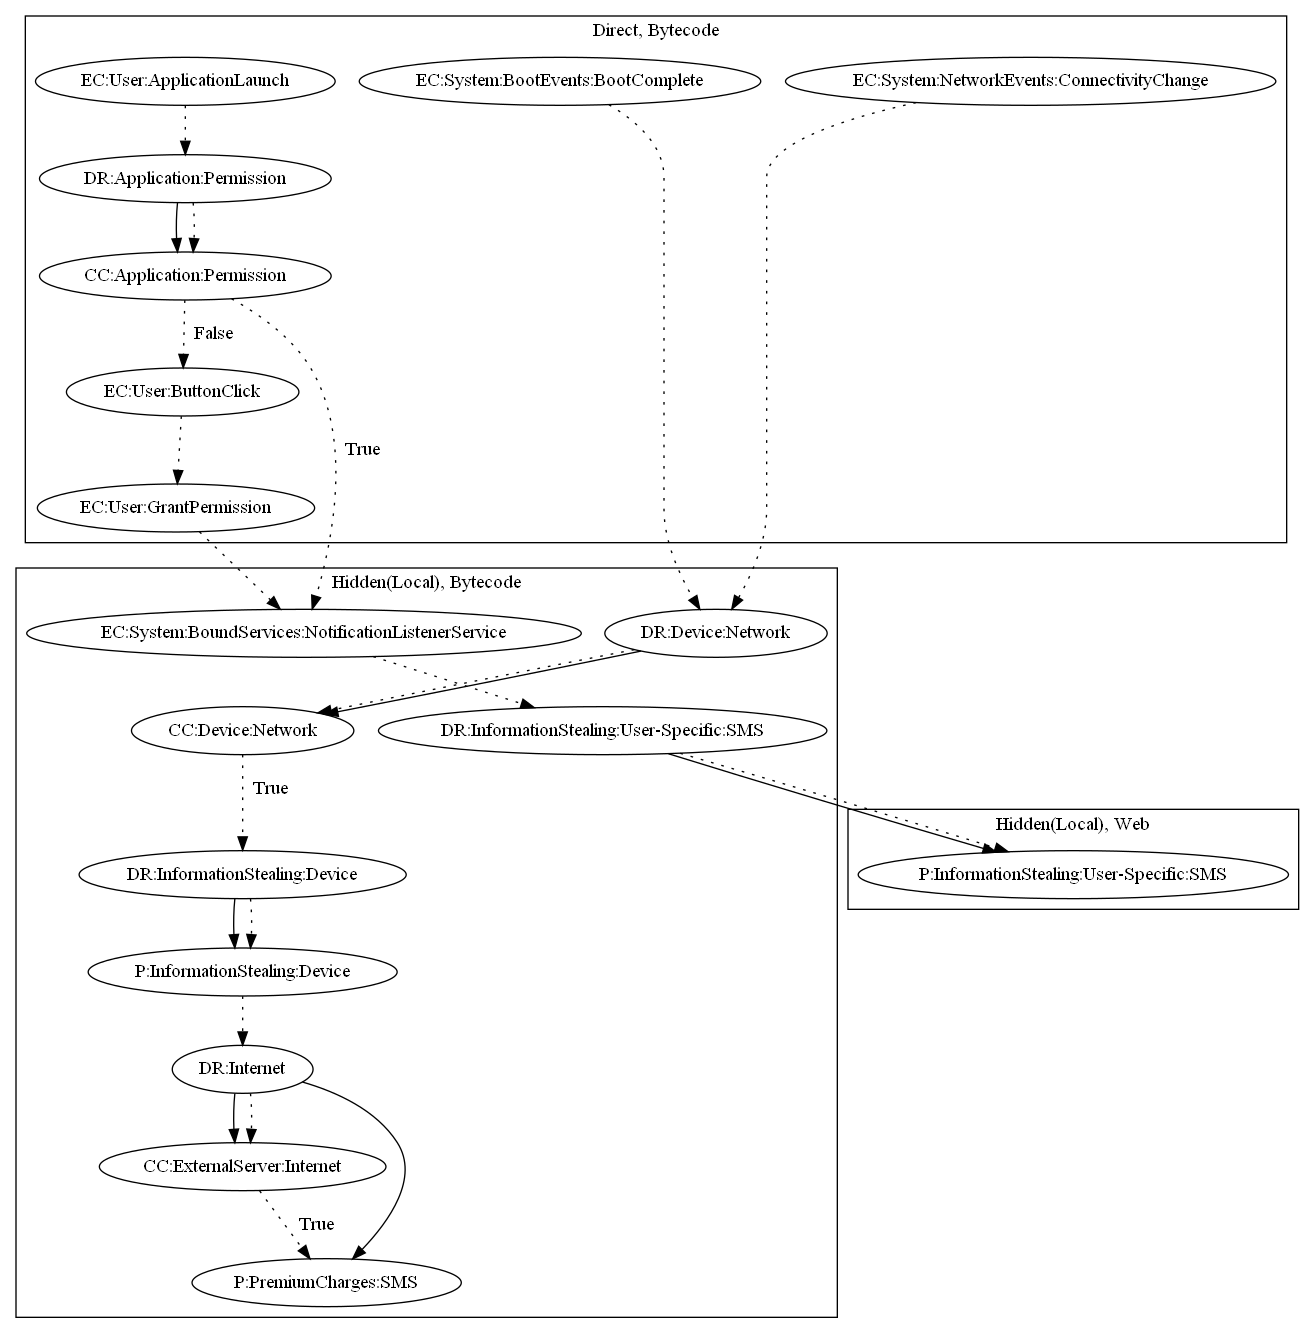 Direct, Bytecode
EC:User:ApplicationLaunch
EC:System:BootEvents:BootComplete
EC:System:NetworkEvents:ConnectivityChange
DR:Application:Permission
CC:Application:Permission
False
EC:User:ButtonClick
True
EC:User:GrantPermission
Hidden(Local), Bytecode
EC:System:BoundServices:NotificationListenerService
DR:Device:Network
CC:Device:Network
DR:InformationStealing:User-Specific:SMS
True
Hidden(Local), Web
DR:InformationStealing:Device
P:InformationStealing:User-Specific:SMS
P:InformationStealing:Device
DR:Internet
CC:ExternalServer:Internet
True
P:PremiumCharges:SMS